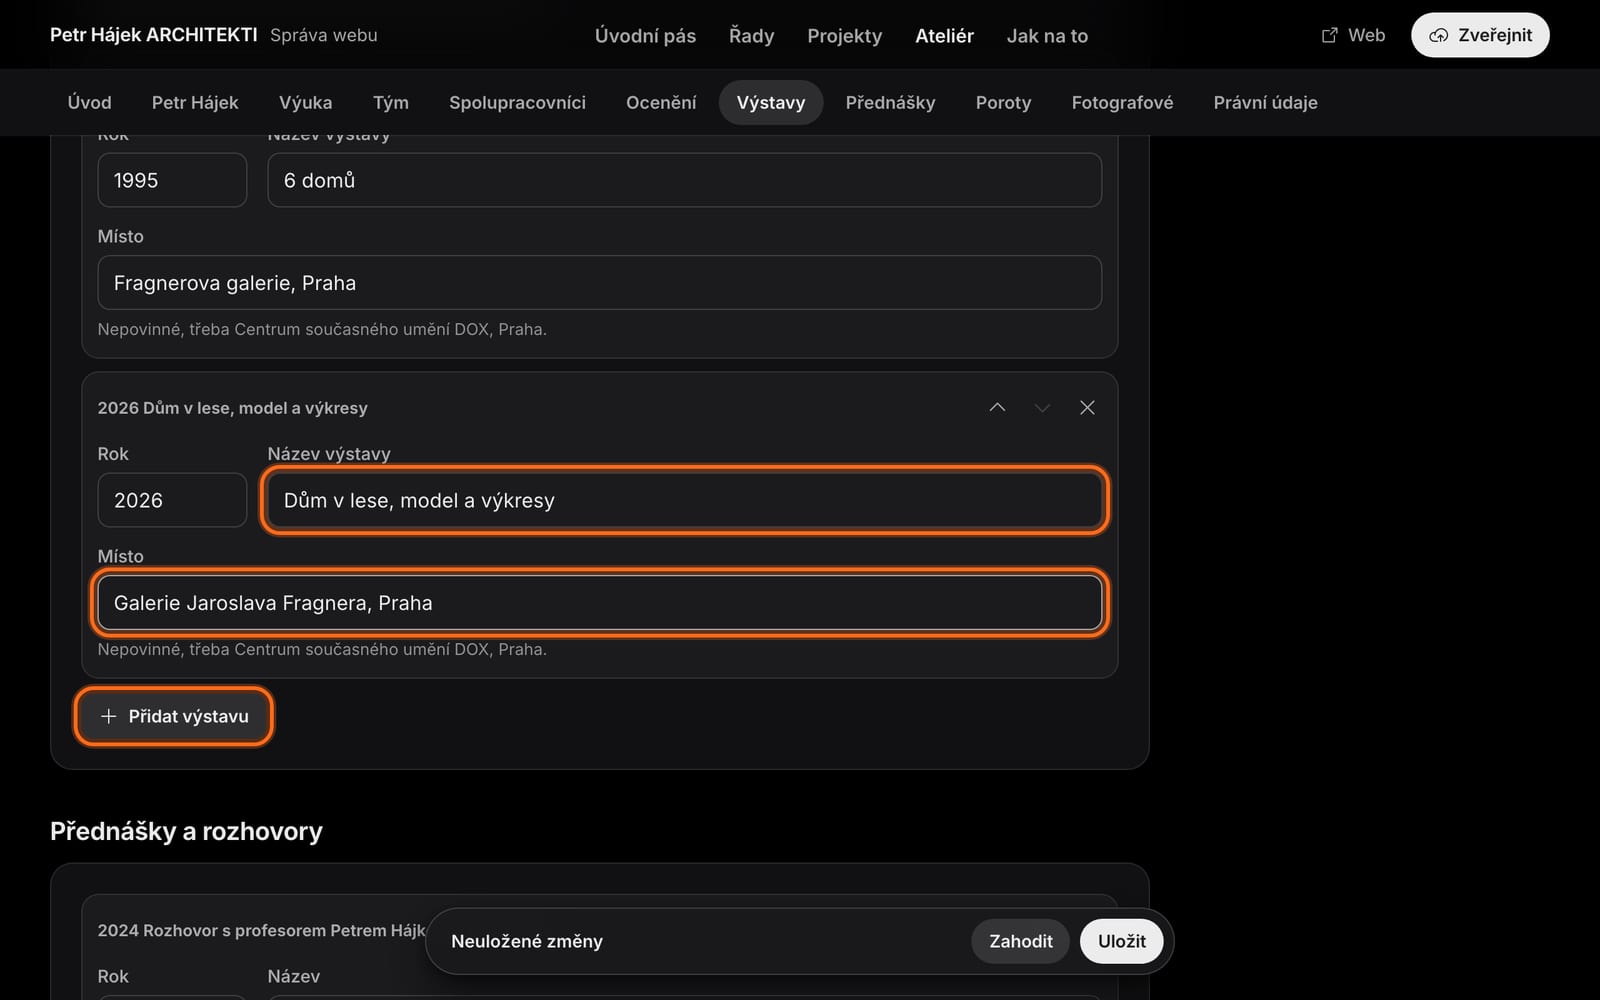 Petr Hájek ARCHITEKTI Správa webu Úvodní pás Řady Projekty Ateliér Jak na to Web Zveřejnit
Úvod Petr Hájek Výuka Tým Spolupracovníci Ocenění Výstavy Přednášky Poroty Fotografové Právní údaje
Rok Název výstavy
1995 6 domů
Místo
Fragnerova galerie, Praha
Nepovinné, třeba Centrum současného umění DOX, Praha.
2026 Dům v lese, model a výkresy
Rok Název výstavy
2026 Dům v lese, model a výkresy
Místo
Galerie Jaroslava Fragnera, Praha
Nepovinné, třeba Centrum současného umění DOX, Praha.
Přidat výstavu
Přednášky a rozhovory
2024 Rozhovor s profesorem Petrem Hájk
Neuložené změny Zahodit Uložit
Rok Název